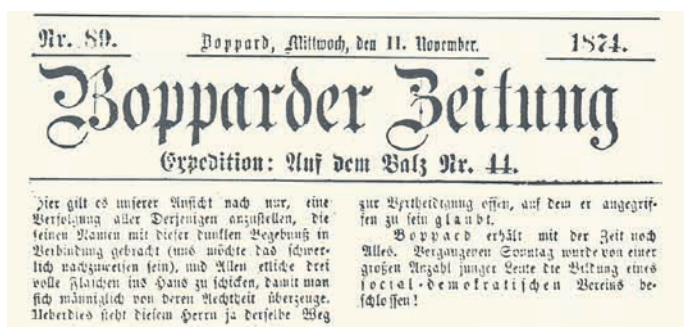 Nr. 89.
Boppard, Mittwoch, den 11. November.
1874.
Bopparder Zeitung
Expedition: Auf dem Balz Nr. 44.
Hier gilt es unserer Ansicht nach nur, eine
Verfolgung aller Derjenigen anzustellen, die
seinen Namen mit dieser dunklen Begebniß in
Verbindung gebracht (uns möchte das schwer-
lich nachzuweisen sein), und Allen etliche drei
volle Flaschen ins Haus zu schicken, damit man
sich männiglich von deren Aechtheit überzeuge.
Ueberdies steht diesem Herrn ja derselbe Weg
zur Vertheidigung offen, auf dem er angegrif-
fen zu sein glaubt.
Boppard erhält mit der Zeit noch
Alles. Vergangenen Sonntag wurde von einer
großen Anzahl junger Leute die Bildung eines
social-demokratischen Vereins be-
schlossen!